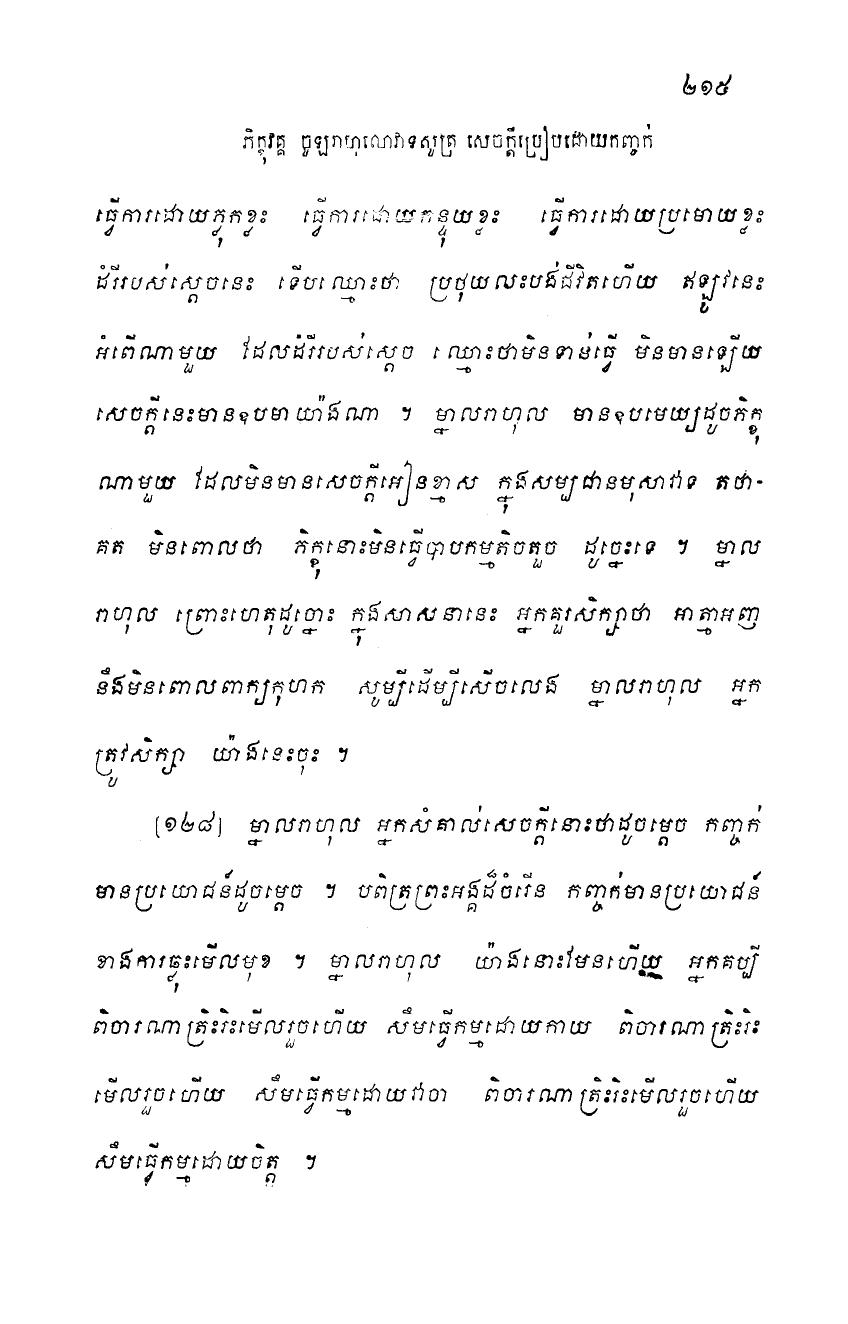 ២១៥
ភិក្ខុវគ្គ ចូឡរាហុលោវាទសូត្រ សេចក្ដីប្រៀបដោយកញ្ចក់
ធ្វើការដោយភ្លុកខ្លះ ធ្វើការដោយកន្ទុយខ្លះ ធ្វើការដោយប្រមោយខ្លះ
ដំរីរបស់ស្ដេចនេះ ទើបឈ្មោះថា ប្រថុយលះបង់ជីវិតហើយ ឥឡូវនេះ
អំពើណាមួយ ដែលដំរីរបស់ស្ដេច ឈ្មោះថាមិនទាន់ធ្វើ មិនមានឡើយ
សេចក្ដីនេះមានឧបមាយ៉ាងណា ។ ម្នាលរាហុល មានឧបមេយ្យដូចភិក្ខុ
ណាមួយ ដែលមិនមានសេចក្ដីអៀនខ្មាស ក្នុងសម្បជានមុសាវាទ តថា-
គត មិនពោលថា ភិក្ខុនោះមិនធ្វើបាបកម្មតិចតួច ដូច្នេះទេ ។ ម្នាល
រាហុល ព្រោះហេតុដូច្នោះ ក្នុងសាសនានេះ អ្នកគួរសិក្សាថា អាត្មាអញ
នឹងមិនពោលពាក្យកុហក សូម្បីដើម្បីសើចលេង ម្នាលរាហុល អ្នក
ត្រូវសិក្សា យ៉ាងនេះចុះ ។
[១២៨] ម្នាលរាហុល អ្នកសំគាល់សេចក្ដីនោះថាដូចម្ដេច កញ្ចក់
មានប្រយោជន៍ដូចម្ដេច ។ បពិត្រព្រះអង្គដ៏ចំរើន កញ្ចក់មានប្រយោជន៍
ខាងការឆ្លុះមើលមុខ ។ ម្នាលរាហុល យ៉ាងនោះមែនហើយ អ្នកគប្បី
ពិចារណាត្រិះរិះមើលរួចហើយ សឹមធ្វើកម្មដោយកាយ ពិចារណាត្រិះរិះ
មើលរួចហើយ សឹមធ្វើកម្មដោយវាចា ពិចារណាត្រិះរិះមើលរួចហើយ
សឹមធ្វើកម្មដោយចិត្ត ។